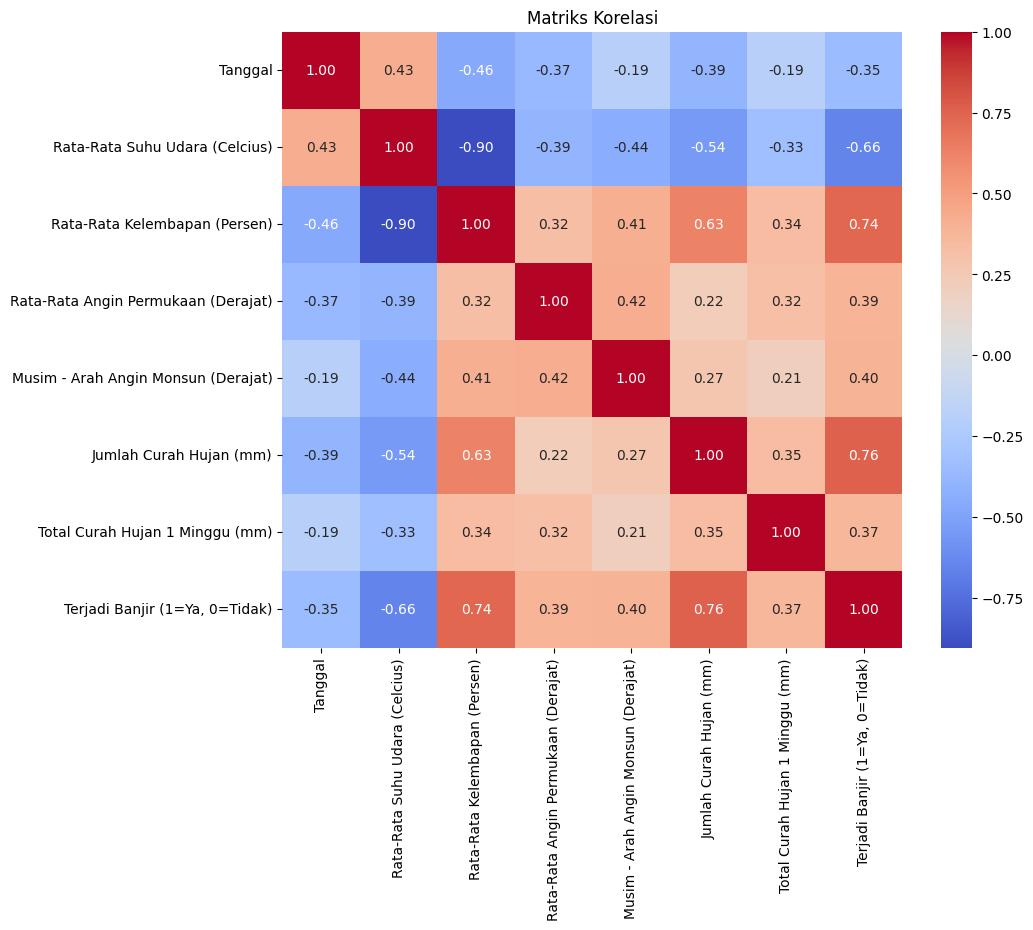 Matriks Korelasi
Tanggal 1.00 0.43 -0.46 -0.37 -0.19 -0.39 -0.19 -0.35
Rata-Rata Suhu Udara (Celcius) 0.43 1.00 -0.90 -0.39 -0.44 -0.54 -0.33 -0.66
Rata-Rata Kelembapan (Persen) -0.46 -0.90 1.00 0.32 0.41 0.63 0.34 0.74
Rata-Rata Angin Permukaan (Derajat) -0.37 -0.39 0.32 1.00 0.42 0.22 0.32 0.39
Musim - Arah Angin Monsun (Derajat) -0.19 -0.44 0.41 0.42 1.00 0.27 0.21 0.40
Jumlah Curah Hujan (mm) -0.39 -0.54 0.63 0.22 0.27 1.00 0.35 0.76
Total Curah Hujan 1 Minggu (mm) -0.19 -0.33 0.34 0.32 0.21 0.35 1.00 0.37
Terjadi Banjir (1=Ya, 0=Tidak) -0.35 -0.66 0.74 0.39 0.40 0.76 0.37 1.00
Tanggal
Rata-Rata Suhu Udara (Celcius)
Rata-Rata Kelembapan (Persen)
Rata-Rata Angin Permukaan (Derajat)
Musim - Arah Angin Monsun (Derajat)
Jumlah Curah Hujan (mm)
Total Curah Hujan 1 Minggu (mm)
Terjadi Banjir (1=Ya, 0=Tidak)
1.00
0.75
0.50
0.25
0.00
−0.25
−0.50
−0.75